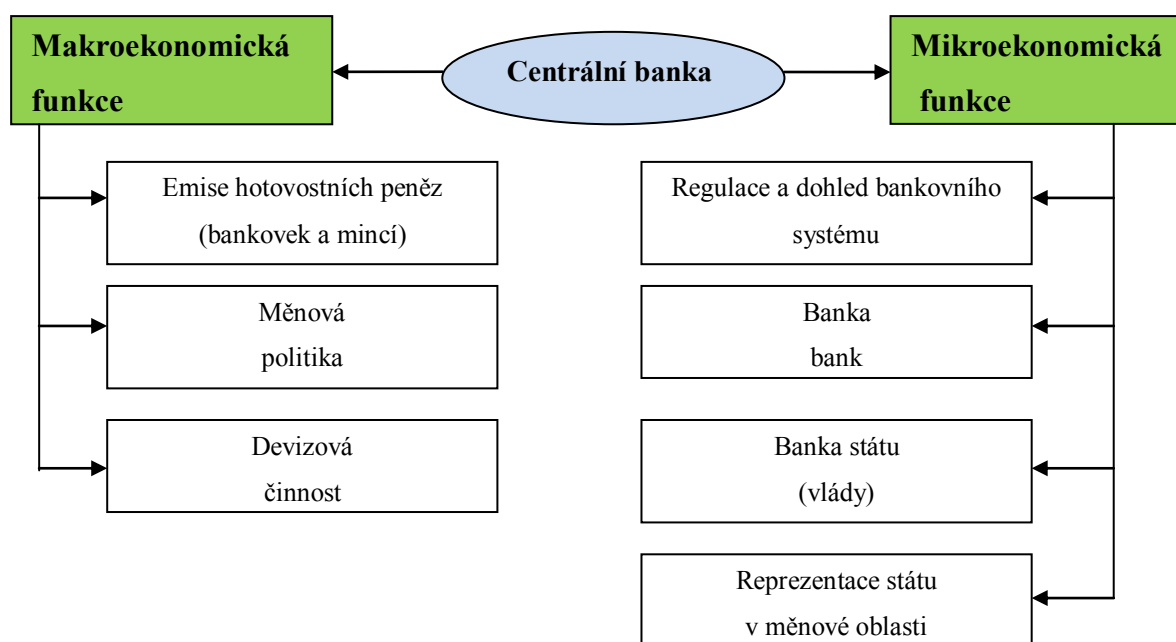 Makroekonomická
funkce
Centrální banka
Mikroekonomická
funkce
Emise hotovostních peněz
(bankovek a mincí)
Měnová
politika
Devizová
činnost
Regulace a dohled bankovního
systému
Banka
bank
Banka státu
(vlády)
Reprezentace státu
v měnové oblasti